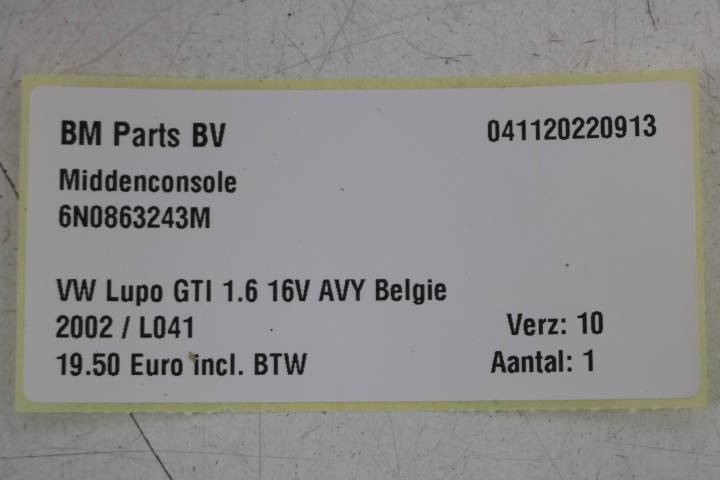 BM Parts BV 041120220913
Middenconsole
6N0863243M
VW Lupo GTI 1.6 16V AVY Belgie
2002 / L041 Verz: 10
19.50 Euro incl. BTW Aantal: 1